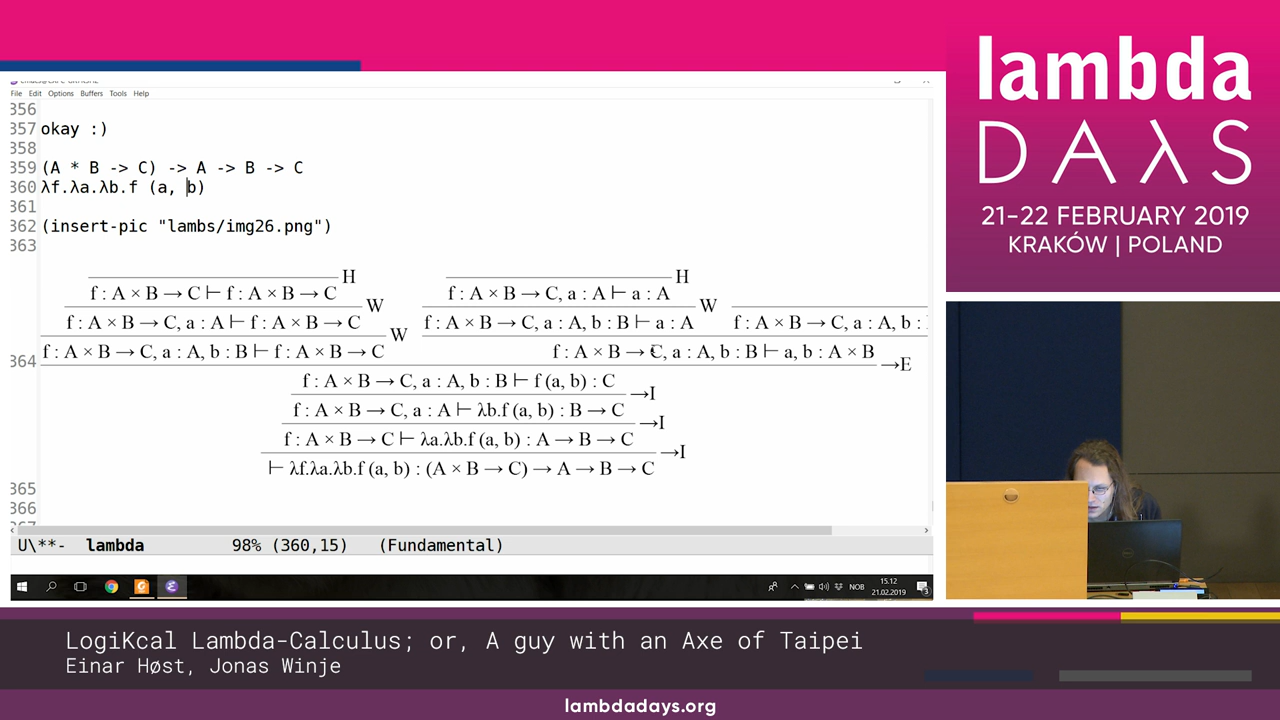 File Edit Options Buffers Tools Help
356
357 okay :)
358
359 (A * B -> C) -> A -> B -> C
360 λf.λa.λb.f (a, b)
361
362 (insert-pic "lambs/img26.png")
363
H
H
f : A × B → C ⊢ f : A × B → C
f : A × B → C, a : A ⊢ a : A
W
W
f : A × B → C, a : A ⊢ f : A × B → C
f : A × B → C, a : A, b : B ⊢ a : A
f : A × B → C, a : A, b :
W
f : A × B → C, a : A, b : B ⊢ f : A × B → C
f : A × B → C, a : A, b : B ⊢ a, b : A × B
364
→E
f : A × B → C, a : A, b : B ⊢ f (a, b) : C
→I
f : A × B → C, a : A ⊢ λb.f (a, b) : B → C
→I
f : A × B → C ⊢ λa.λb.f (a, b) : A → B → C
→I
⊢ λf.λa.λb.f (a, b) : (A × B → C) → A → B → C
365
366
U\**- lambda 98% (360,15) (Fundamental)
NOB
15.12
21.02.2019
lambda
DAλS
21-22 FEBRUARY 2019
KRAKÓW | POLAND
LogiKcal Lambda-Calculus; or, A guy with an Axe of Taipei
Einar Høst, Jonas Winje
lambdadays.org